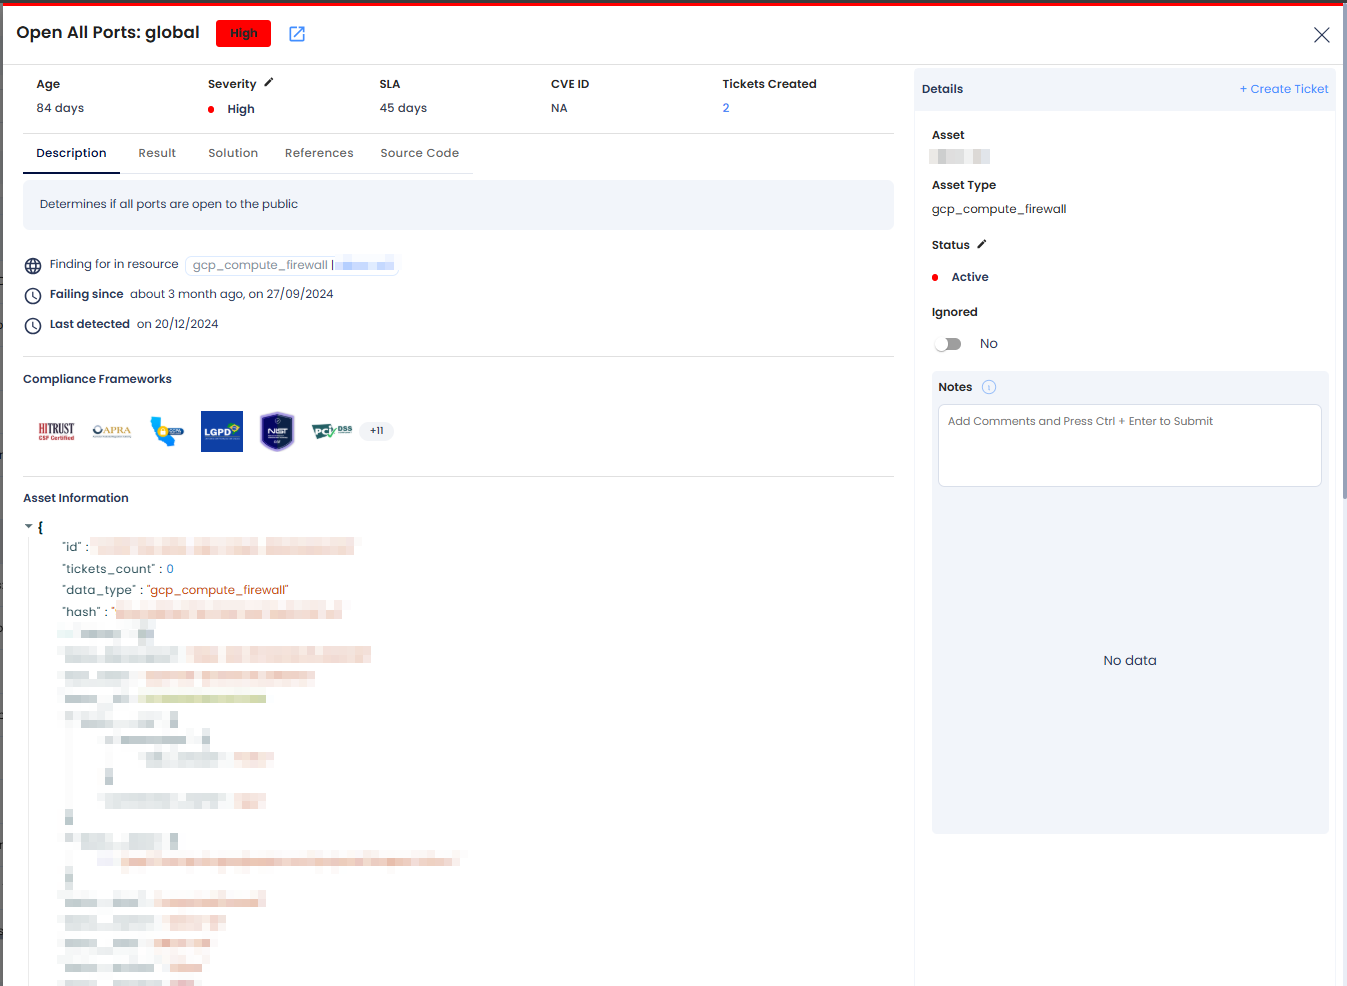 Open All Ports: global High
Age Severity SLA CVE ID Tickets Created
84 days High 45 days NA 2
Description Result Solution References Source Code
Determines if all ports are open to the public
Finding for in resource gcp_compute_firewall |
Failing since about 3 month ago, on 27/09/2024
Last detected on 20/12/2024
Compliance Frameworks
HITRUST
CSF Certified
APRA
LGPD
NIST
PCI DSS
+11
Asset Information
{
"id" :
"tickets_count" : 0
"data_type" : "gcp_compute_firewall"
"hash" : "
Details + Create Ticket
Asset
Asset Type
gcp_compute_firewall
Status
Active
Ignored
No
Notes
Add Comments and Press Ctrl + Enter to Submit
No data